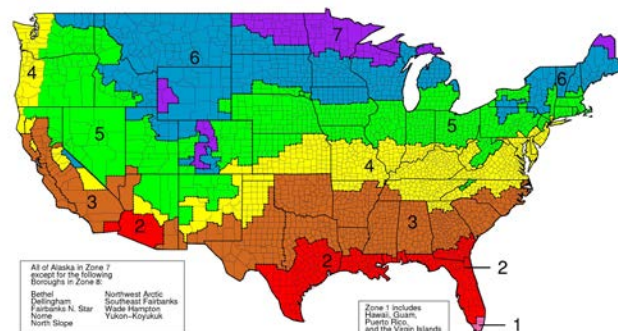 7
6
6
4
5
5
4
3
3
2
2
2
1
All of Alaska in Zone 7
except for the following
Boroughs in Zone 8:
Bethel Northwest Arctic
Dellingham Southeast Fairbanks
Fairbanks N. Star Wade Hampton
Nome Yukon-Koyukuk
North Slope
Zone 1 includes
Hawaii, Guam,
Puerto Rico,
and the Virgin Islands